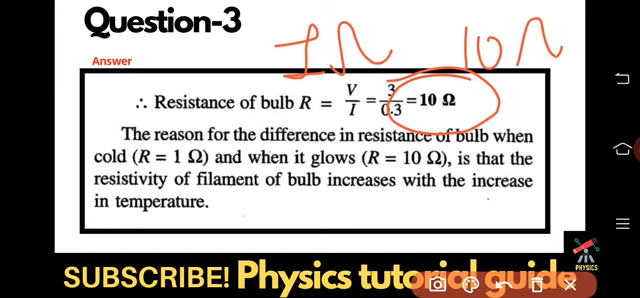 Question-3
1Ω 10Ω
Answer
∴ Resistance of bulb R = V/I = 3/0.3 = 10 Ω
The reason for the difference in resistance of bulb when
cold (R = 1 Ω) and when it glows (R = 10 Ω), is that the
resistivity of filament of bulb increases with the increase
in temperature.
PHYSICS
SUBSCRIBE! Physics tutorial guide